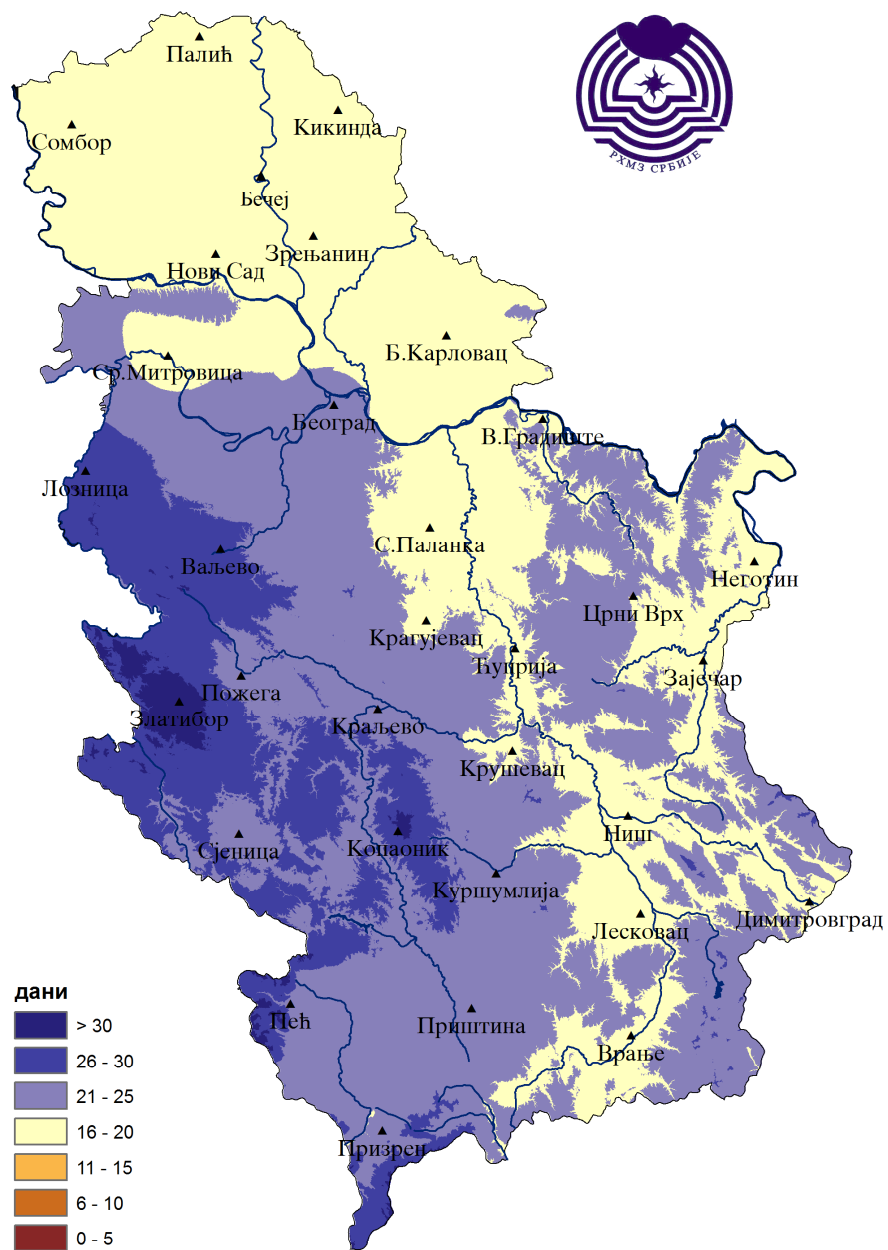 Палић
Кикинда
Сомбор
РХМЗ СРБИЈЕ
Бечеј
Зрењанин
Нови Сад
Б.Карловац
Ср.Митровица
Београд
В.Градиште
Лозница
С.Паланка
Ваљево
Неготин
Црни Врх
Крагујевац
Ћуприја
Зајечар
Пожега
Златибор
Краљево
Крушевац
Ниш
Сјеница
Копаоник
Куршумлија
Димитровград
Лесковац
Пећ
Приштина
Врање
Призрен
дани
> 30
26 - 30
21 - 25
16 - 20
11 - 15
6 - 10
0 - 5